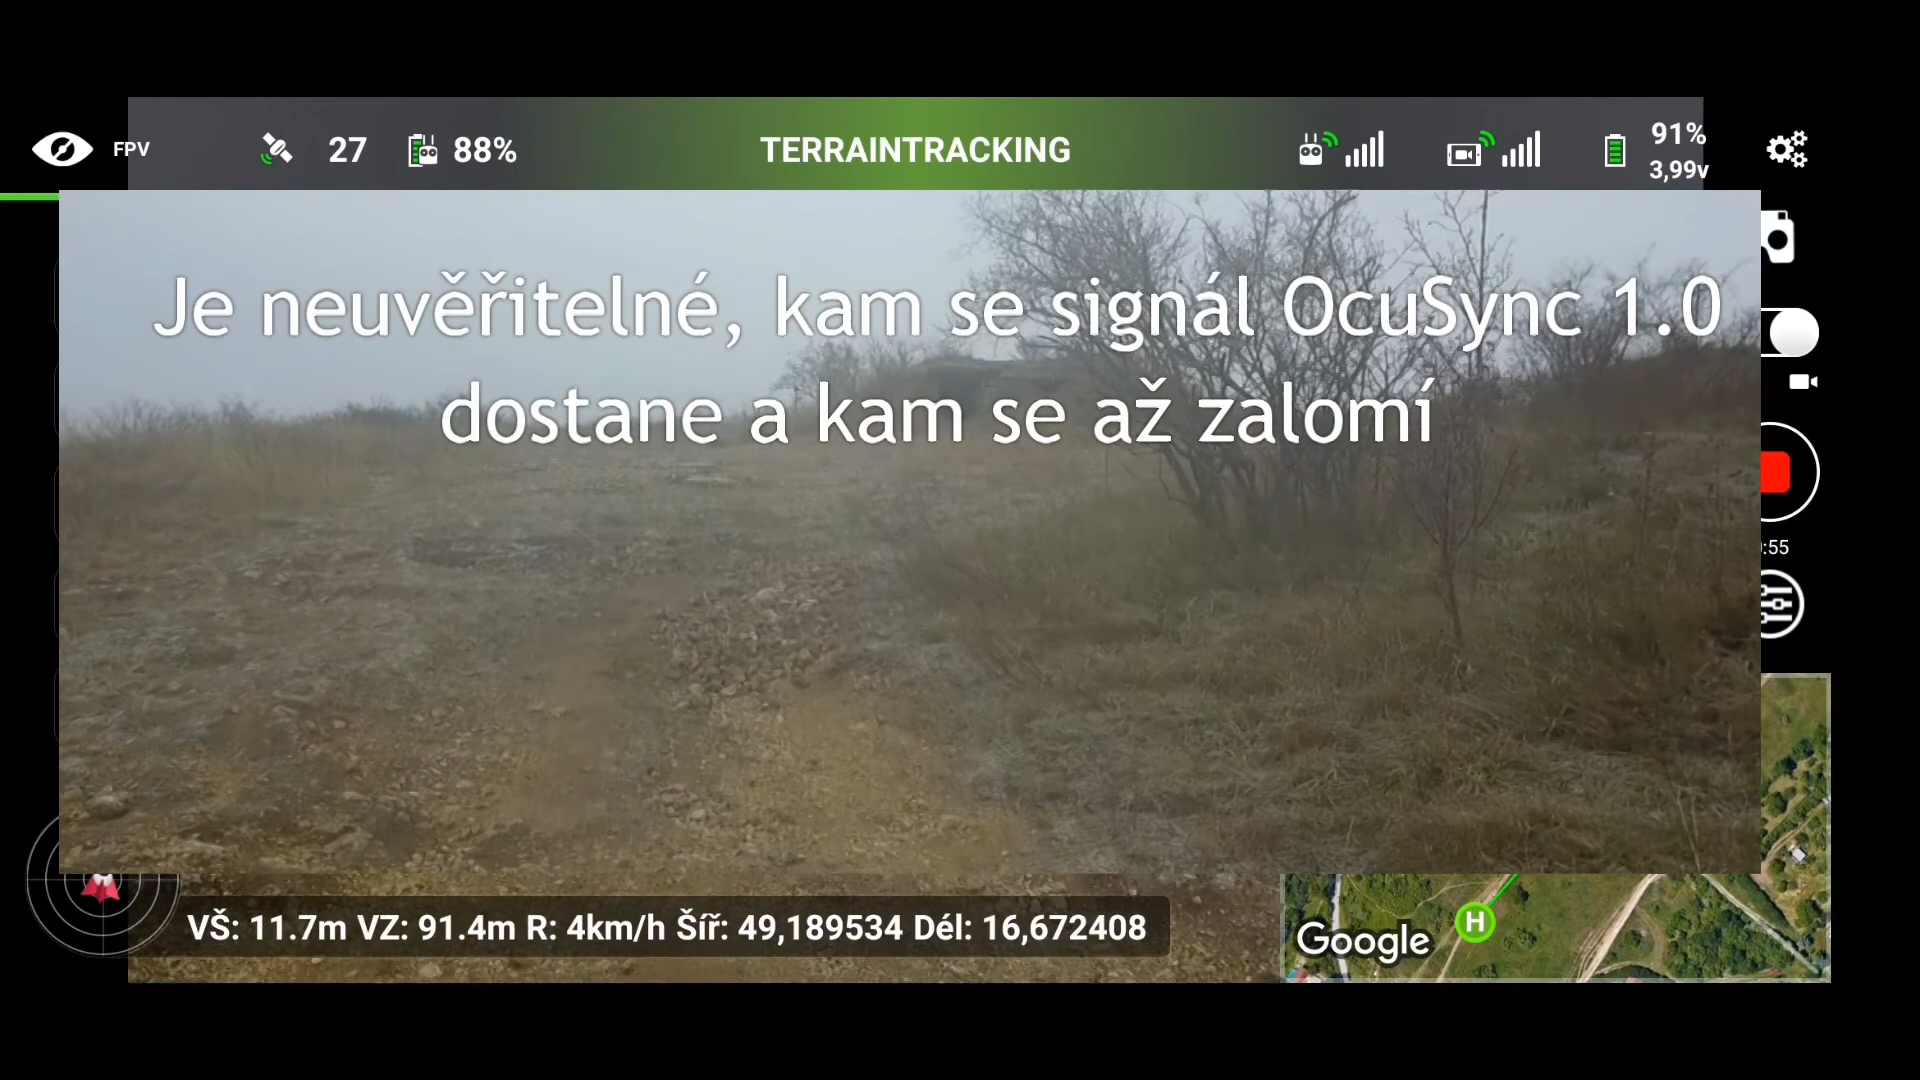 FPV
27
88%
TERRAINTRACKING
91%
3,99v
Je neuvěřitelné, kam se signál OcuSync 1.0
dostane a kam se až zalomí
:55
VŠ: 11.7m VZ: 91.4m R: 4km/h Šíř: 49,189534 Dél: 16,672408
H
Google